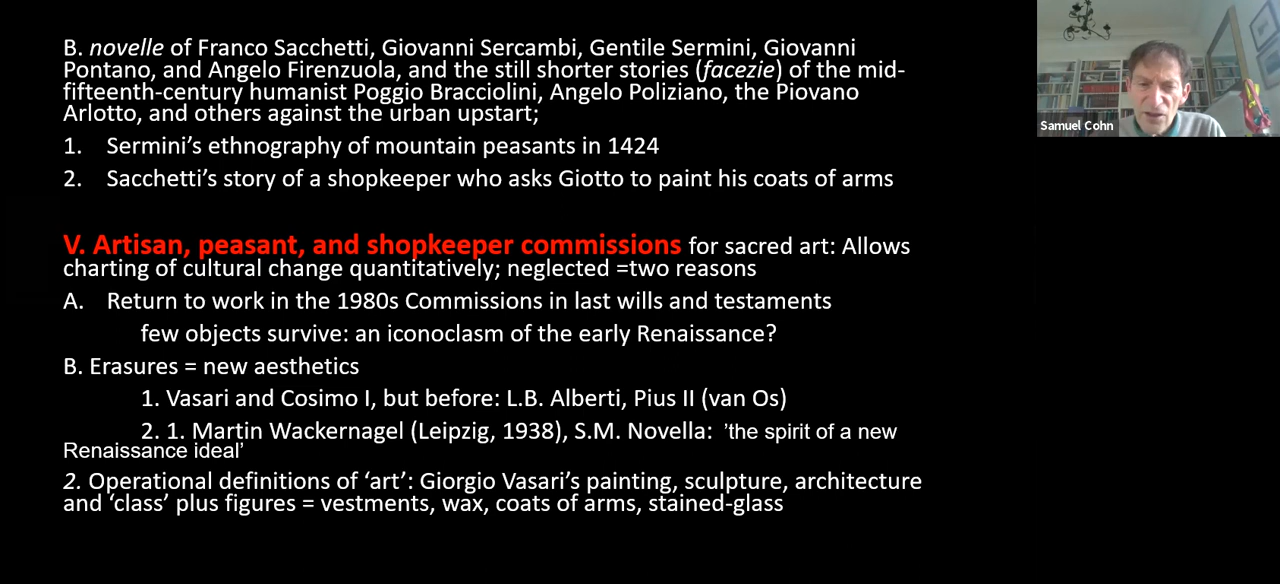 B. novelle of Franco Sacchetti, Giovanni Sercambi, Gentile Sermini, Giovanni
Pontano, and Angelo Firenzuola, and the still shorter stories (facezie) of the mid-
fifteenth-century humanist Poggio Bracciolini, Angelo Poliziano, the Piovano
Arlotto, and others against the urban upstart;
1. Sermini’s ethnography of mountain peasants in 1424
2. Sacchetti’s story of a shopkeeper who asks Giotto to paint his coats of arms
V. Artisan, peasant, and shopkeeper commissions for sacred art: Allows
charting of cultural change quantitatively; neglected =two reasons
A. Return to work in the 1980s Commissions in last wills and testaments
few objects survive: an iconoclasm of the early Renaissance?
B. Erasures = new aesthetics
1. Vasari and Cosimo I, but before: L.B. Alberti, Pius II (van Os)
2. 1. Martin Wackernagel (Leipzig, 1938), S.M. Novella: ’the spirit of a new
Renaissance ideal’
2. Operational definitions of ‘art’: Giorgio Vasari’s painting, sculpture, architecture
and ‘class’ plus figures = vestments, wax, coats of arms, stained-glass
Samuel Cohn